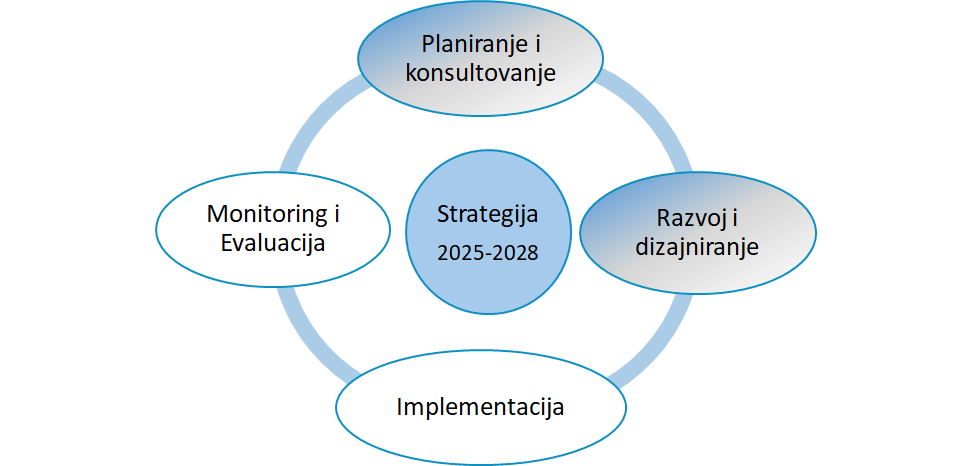 Planiranje i
konsultovanje
Monitoring i
Evaluacija
Strategija
2025-2028
Razvoj i
dizajniranje
Implementacija